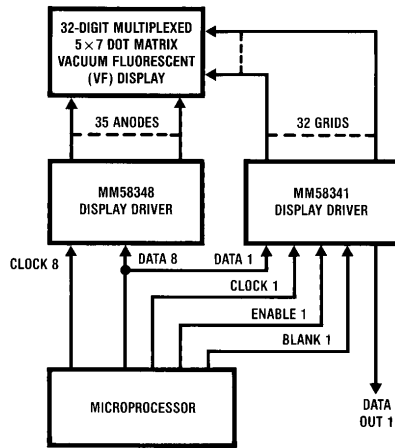 32-DIGIT MULTIPLEXED
5 × 7 DOT MATRIX
VACUUM FLUORESCENT
(VF) DISPLAY
35 ANODES
32 GRIDS
MM58348
DISPLAY DRIVER
MM58341
DISPLAY DRIVER
CLOCK 8
DATA 8
DATA 1
CLOCK 1
ENABLE 1
BLANK 1
MICROPROCESSOR
DATA
OUT 1